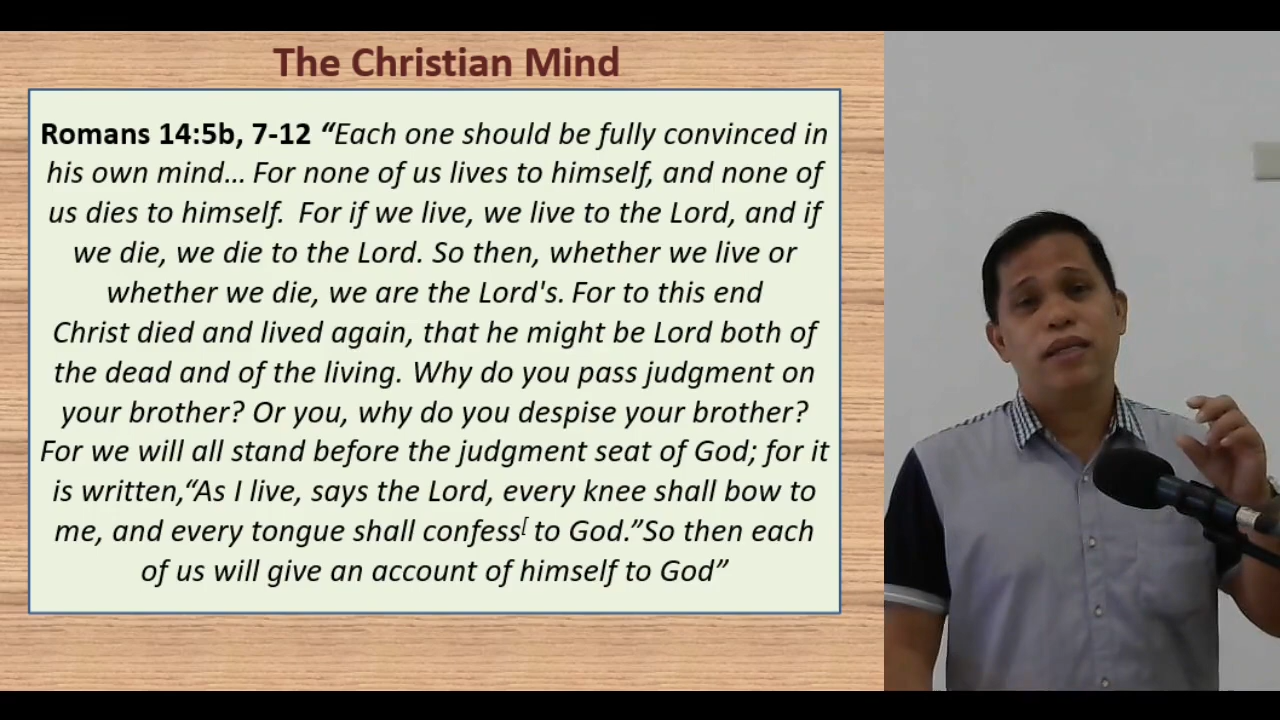 The Christian Mind
Romans 14:5b, 7-12 “Each one should be fully convinced in
his own mind… For none of us lives to himself, and none of
us dies to himself.  For if we live, we live to the Lord, and if
we die, we die to the Lord. So then, whether we live or
whether we die, we are the Lord's. For to this end
Christ died and lived again, that he might be Lord both of
the dead and of the living. Why do you pass judgment on
your brother? Or you, why do you despise your brother?
For we will all stand before the judgment seat of God; for it
is written,“As I live, says the Lord, every knee shall bow to
me, and every tongue shall confess[ to God.”So then each
of us will give an account of himself to God”